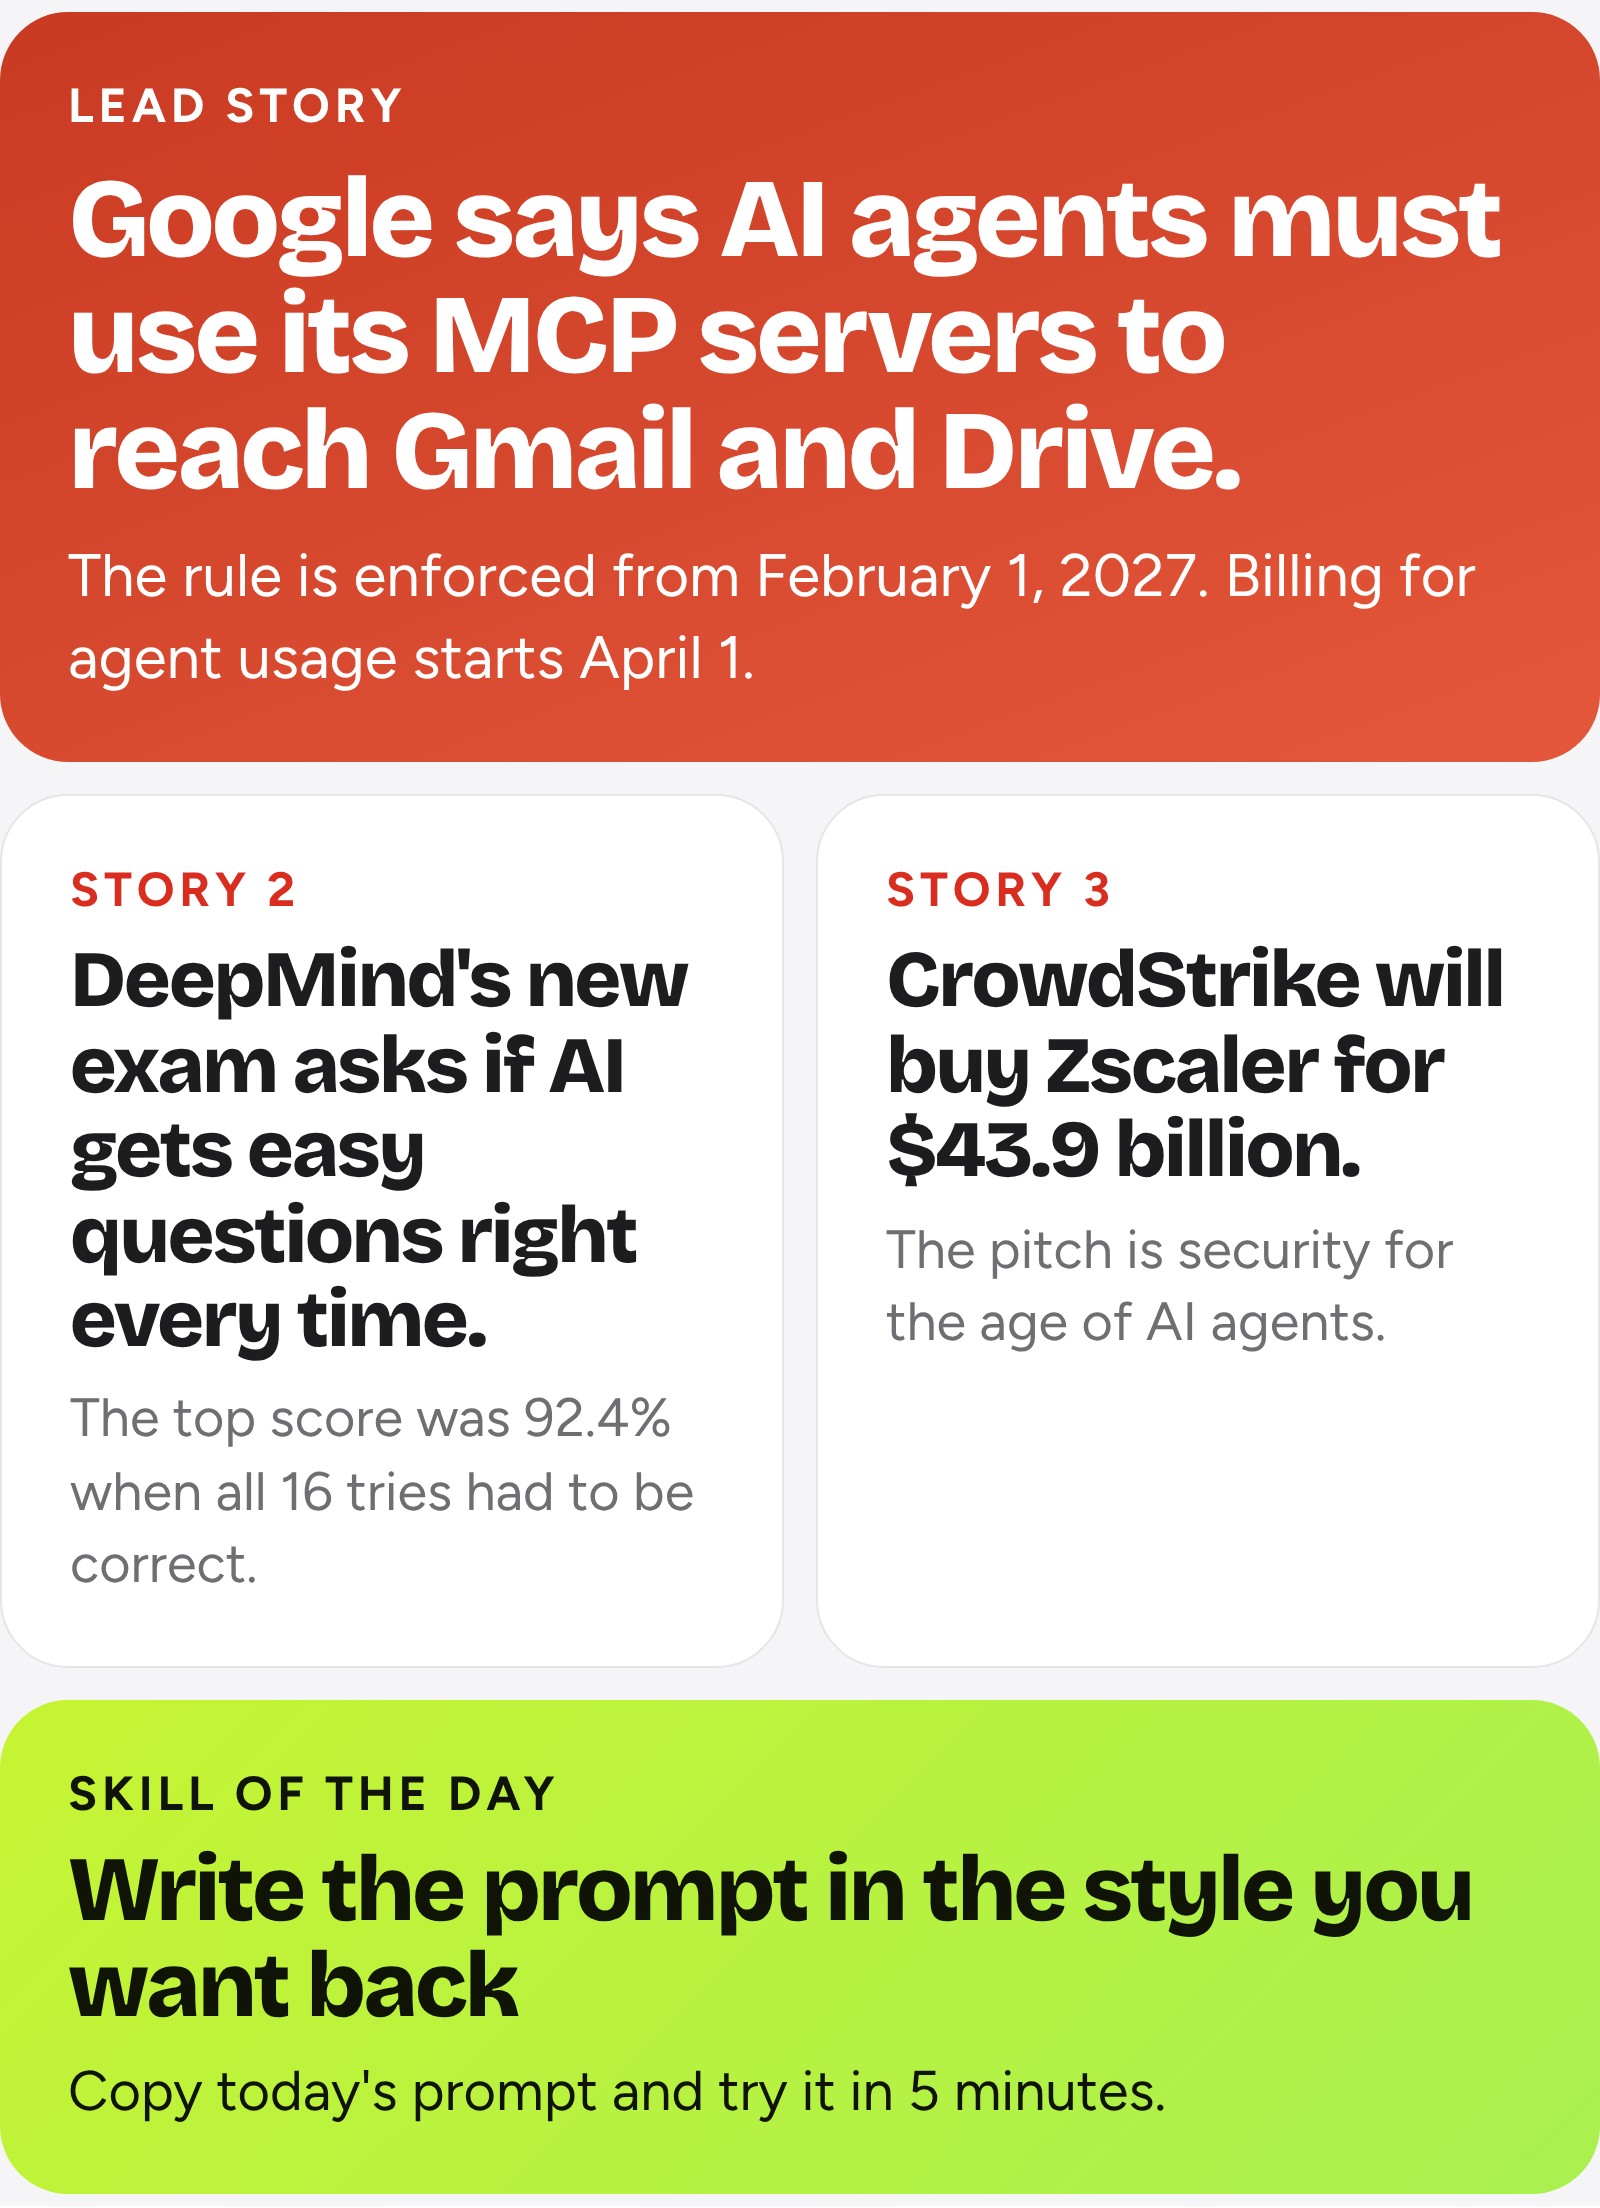 LEAD STORY
Google says AI agents must
use its MCP servers to
reach Gmail and Drive.
The rule is enforced from February 1, 2027. Billing for
agent usage starts April 1.
STORY 2
DeepMind's new
exam asks if AI
gets easy
questions right
every time.
The top score was 92.4%
when all 16 tries had to be
correct.
STORY 3
CrowdStrike will
buy Zscaler for
$43.9 billion.
The pitch is security for
the age of AI agents.
SKILL OF THE DAY
Write the prompt in the style you
want back
Copy today's prompt and try it in 5 minutes.